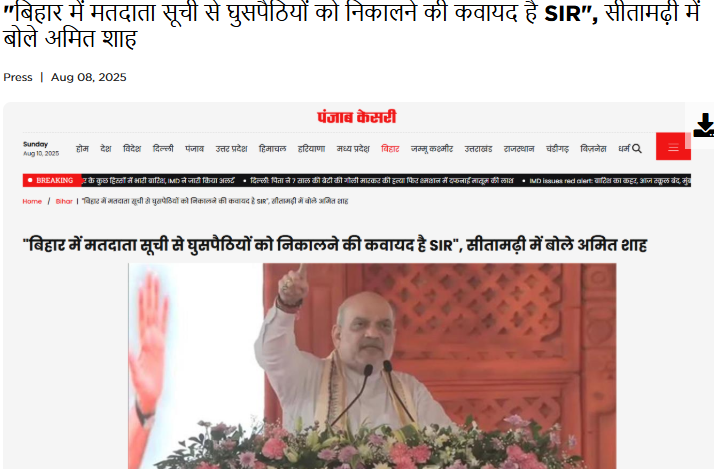 "बिहार में मतदाता सूची से घुसपैठियों को निकालने की कवायद है SIR", सीतामढ़ी में
बोले अमित शाह
Press | Aug 08, 2025
पंजाब केसरी
Sunday
Aug 10, 2025
होम देश विदेश दिल्ली पंजाब उत्तर प्रदेश हिमाचल हरियाणा मध्य प्रदेश बिहार जम्मू कश्मीर उत्तराखंड राजस्थान चंडीगढ़ बिज़नेस धर्म
BREAKING के कुछ हिस्सों में भारी बारिश, IMD ने जारी किया अलर्ट • दिल्ली: पिता ने 7 साल की बेटी की गोली मारकर की हत्या फिर श्मशान में दफनाई मासूम की लाश • IMD issues red alert: बारिश का कहर, आज स्कूल बंद,
Home / Bihar | "बिहार में मतदाता सूची से घुसपैठियों को निकालने की कवायद है SIR", सीतामढ़ी में बोले अमित शाह
"बिहार में मतदाता सूची से घुसपैठियों को निकालने की कवायद है SIR", सीतामढ़ी में बोले अमित शाह